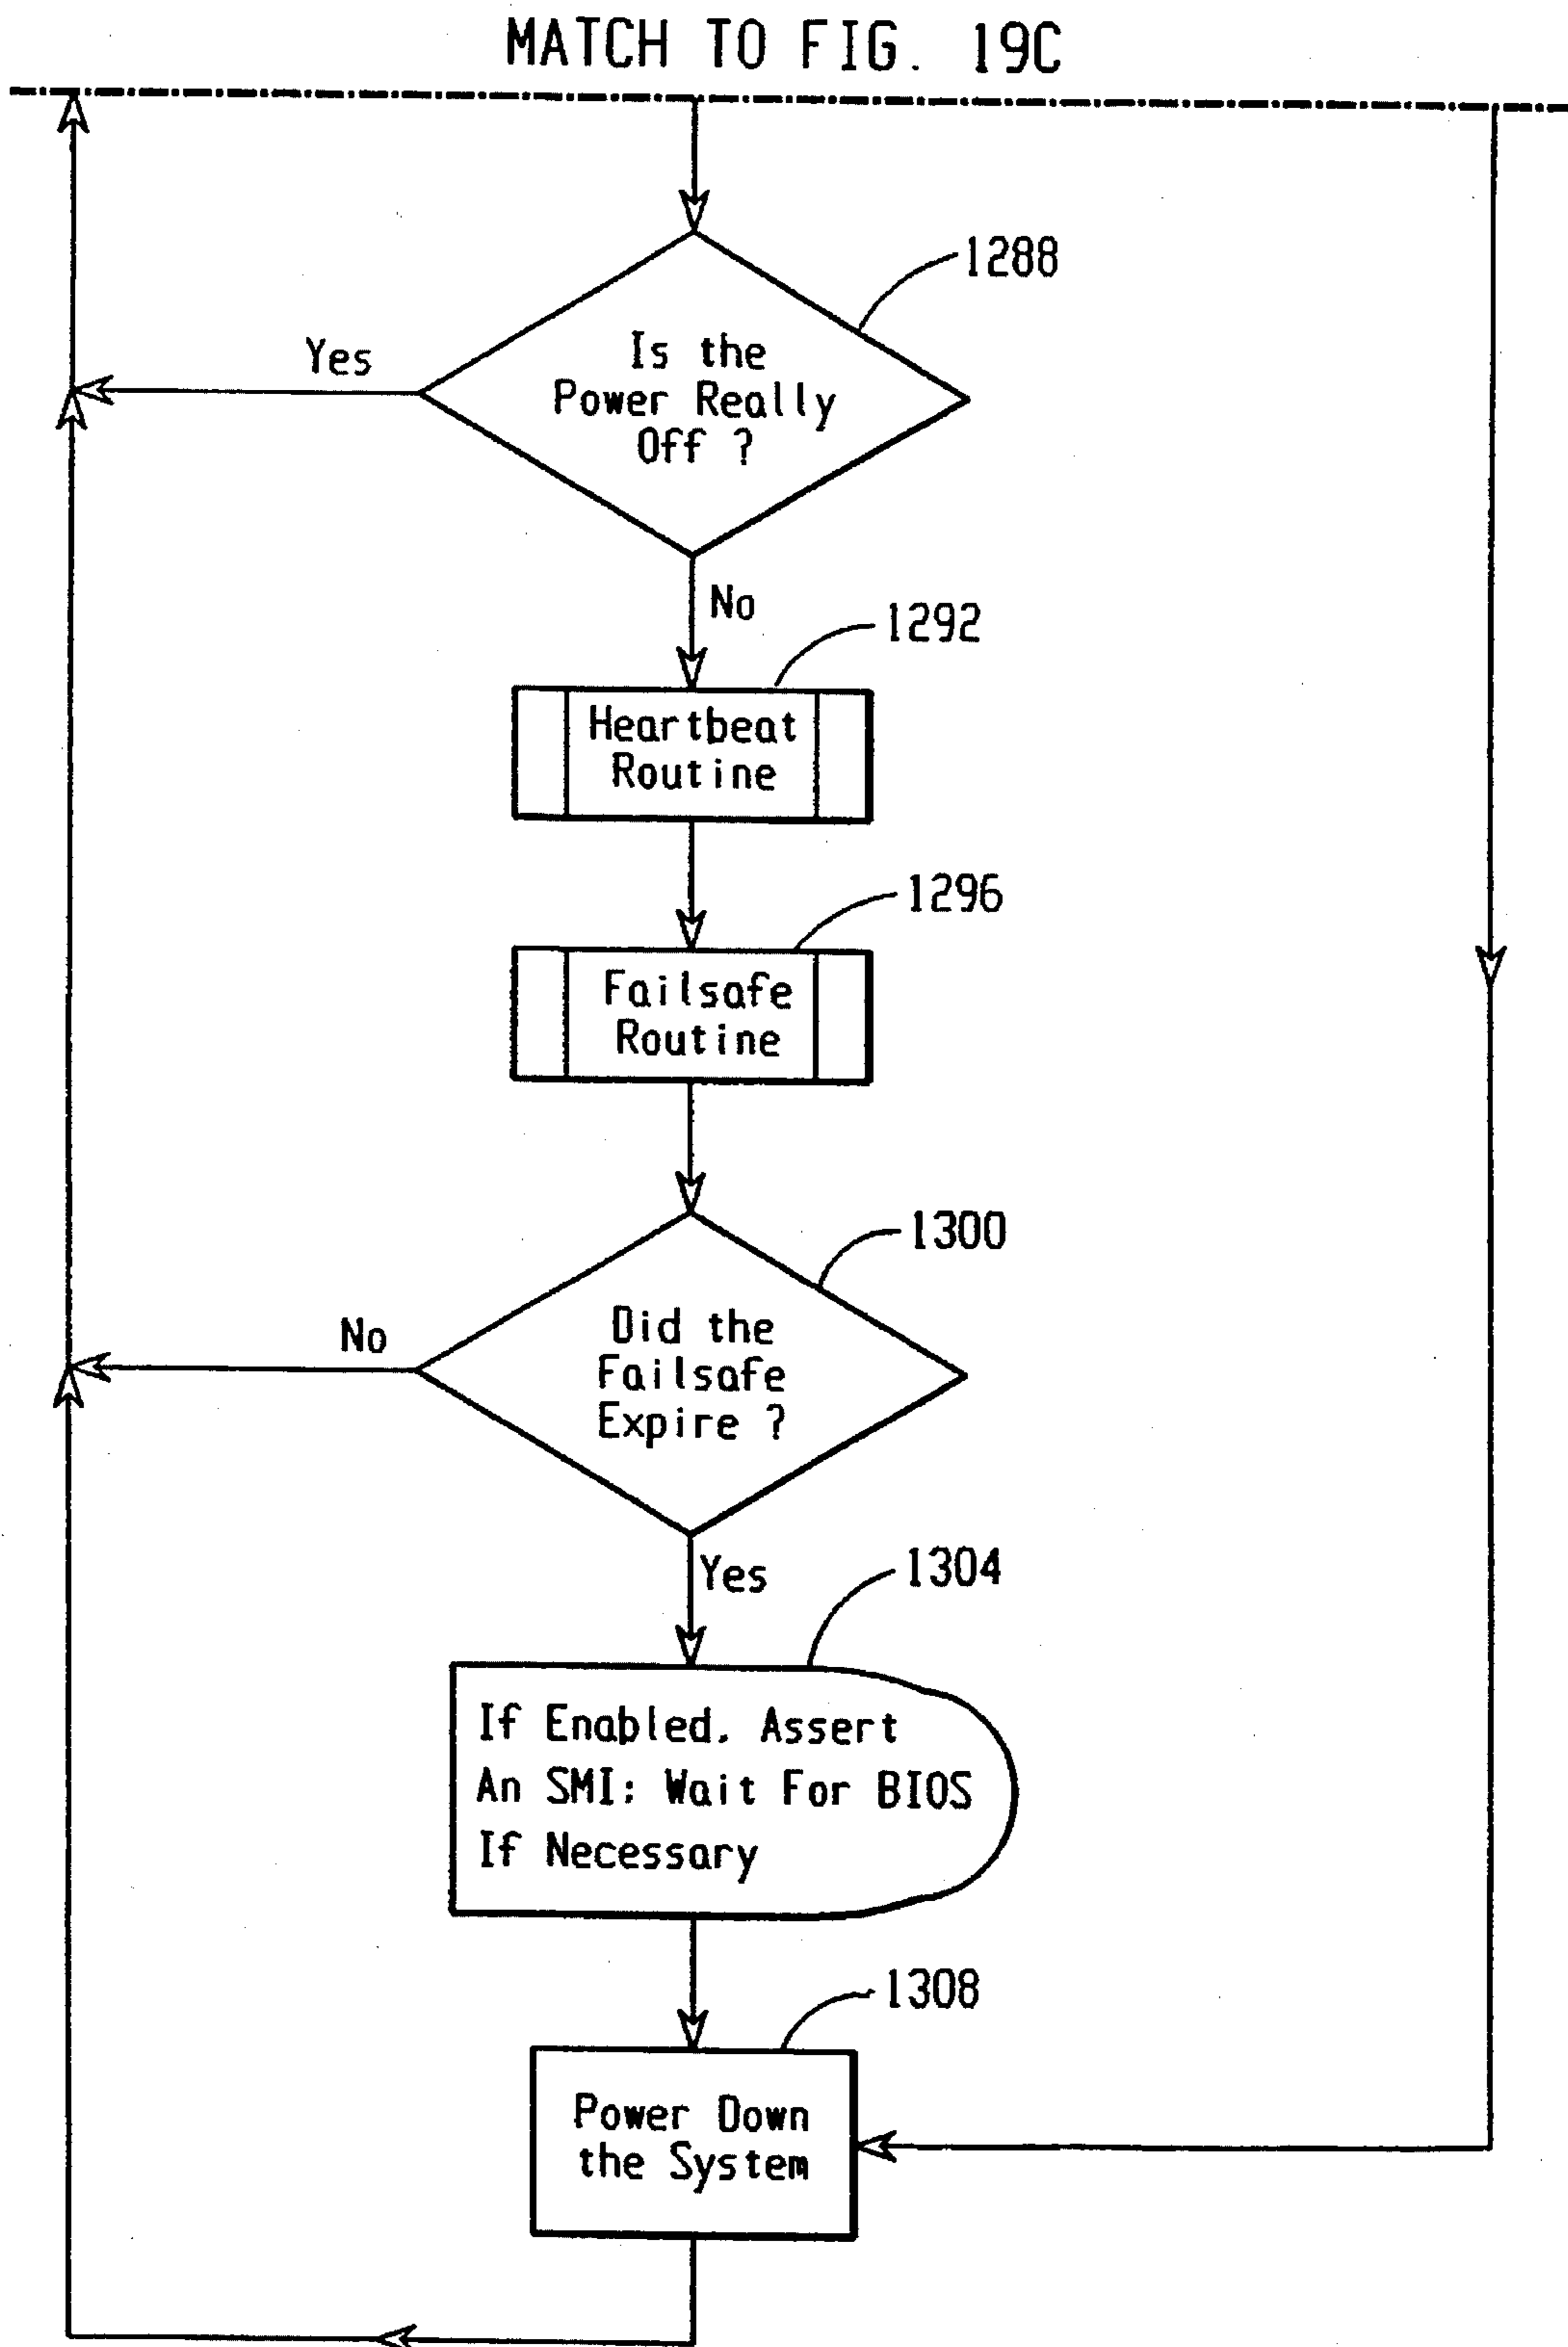 MATCH TO FIG. 19C
1288
Yes
Is the
Power Really
Off ?
No
1292
Heartbeat
Routine
1296
Failsafe
Routine
1300
No
Did the
Failsafe
Expire ?
Yes
1304
If Enabled, Assert
An SMI; Wait For BIOS
If Necessary
1308
Power Down
the System